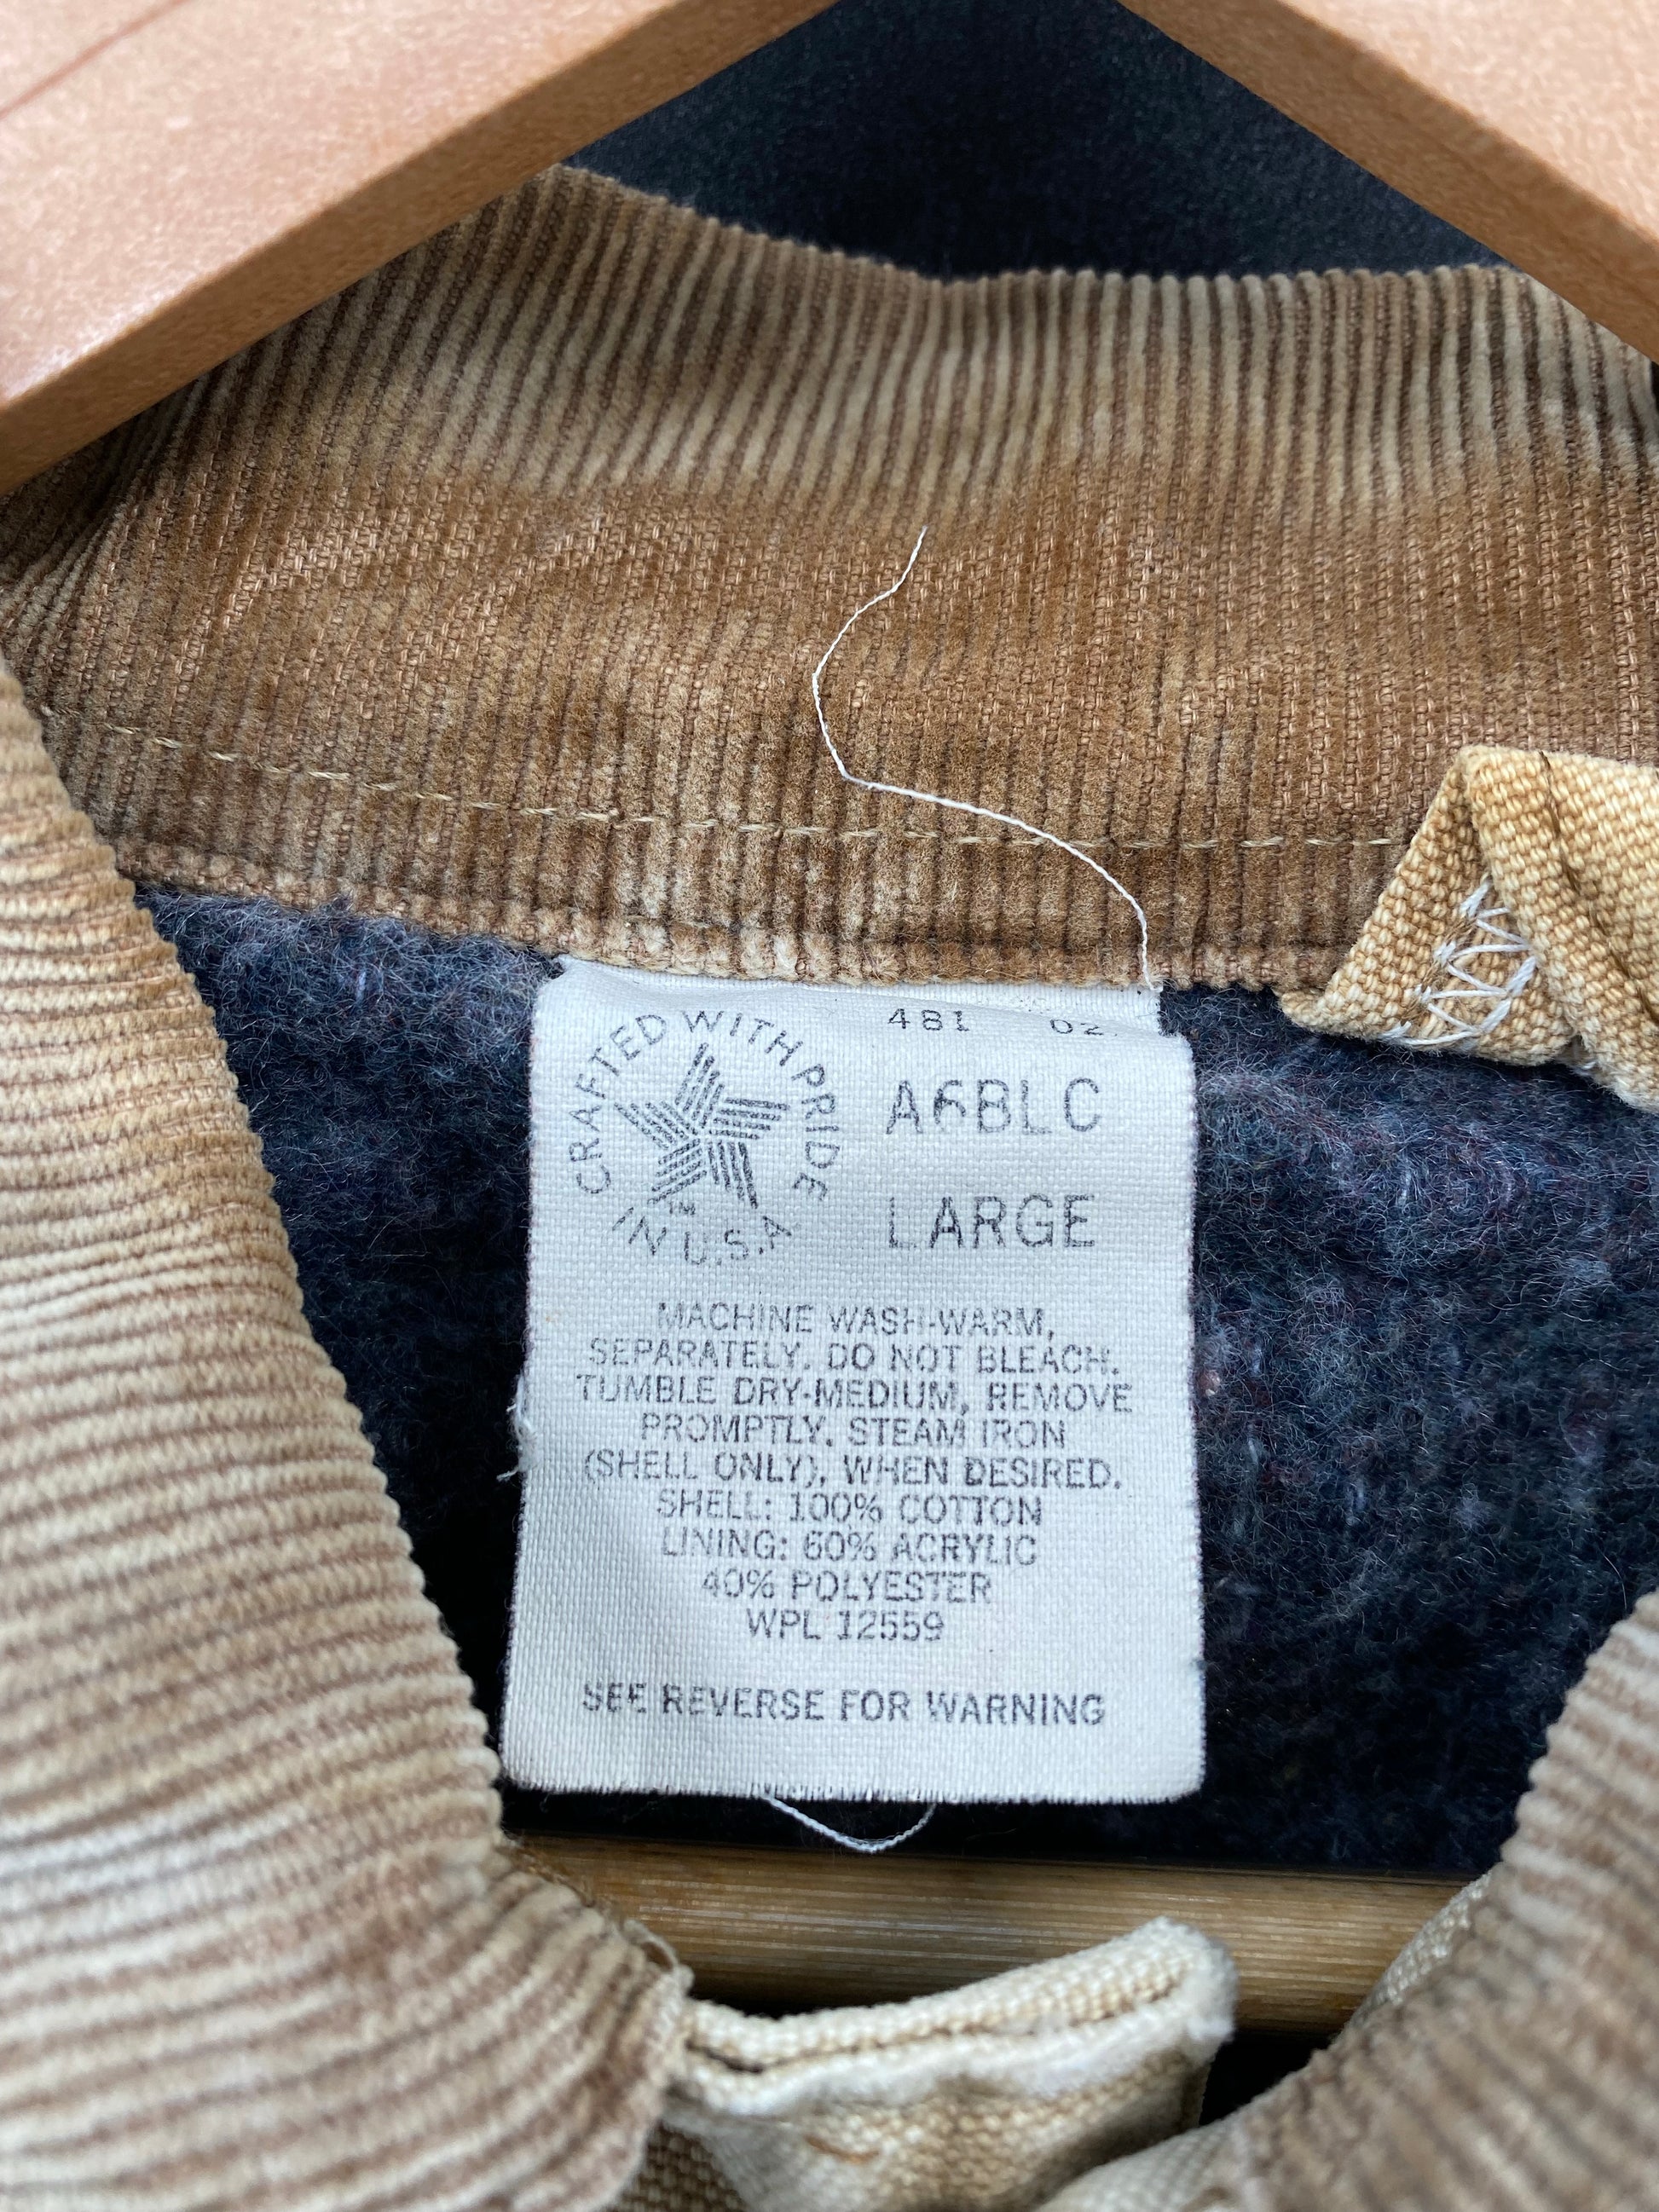 481 02
CRAFTED WITH PRIDE
IN U.S.A
TM
A6BLC
LARGE
MACHINE WASH-WARM,
SEPARATELY. DO NOT BLEACH.
TUMBLE DRY-MEDIUM, REMOVE
PROMPTLY. STEAM IRON
(SHELL ONLY), WHEN DESIRED.
SHELL: 100% COTTON
LINING: 60% ACRYLIC
40% POLYESTER
WPL 12559
SEE REVERSE FOR WARNING